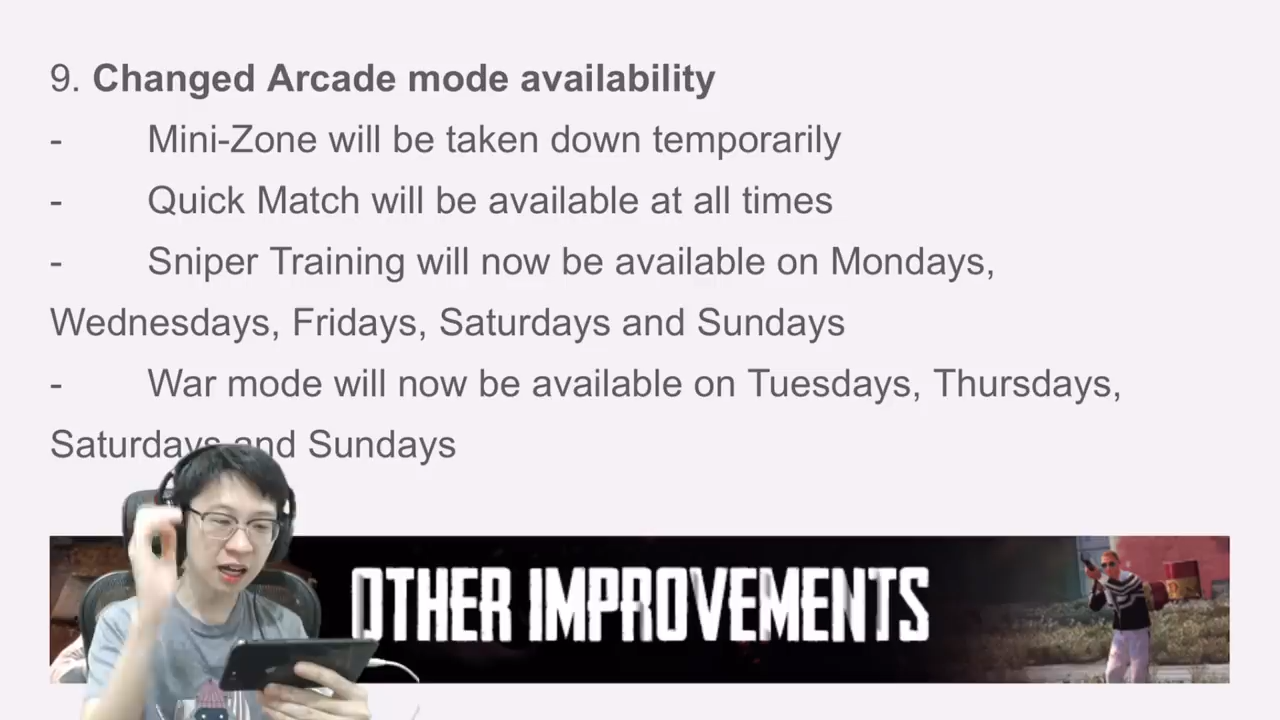 9. Changed Arcade mode availability
- Mini-Zone will be taken down temporarily
- Quick Match will be available at all times
- Sniper Training will now be available on Mondays,
Wednesdays, Fridays, Saturdays and Sundays
- War mode will now be available on Tuesdays, Thursdays,
Saturdays and Sundays
OTHER IMPROVEMENTS